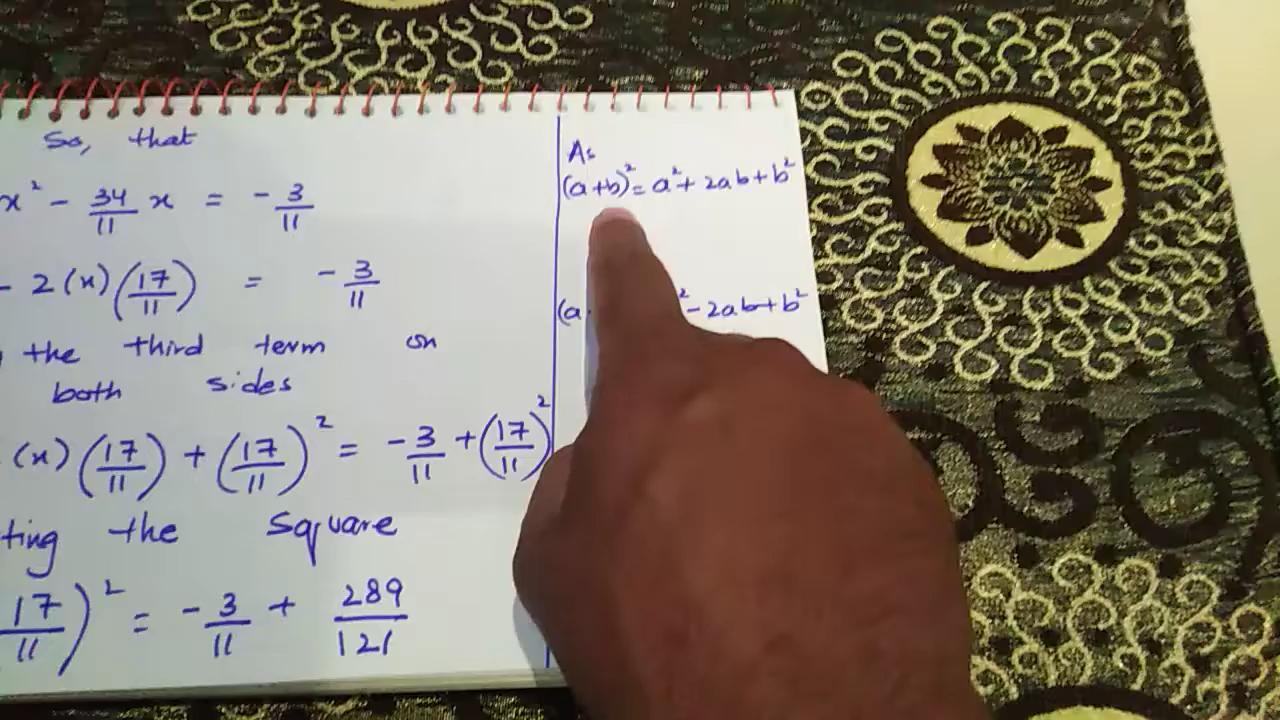 So, that
x² - 34/11 x = - 3/11
- 2(x)(17/11) = - 3/11
the third term on
both sides
(x)(17/11) + (17/11)² = - 3/11 + (17/11)²
ting the square
17/11)² = - 3/11 + 289/121
As
(a+b)² = a² + 2ab + b²
(a ² - 2ab + b²